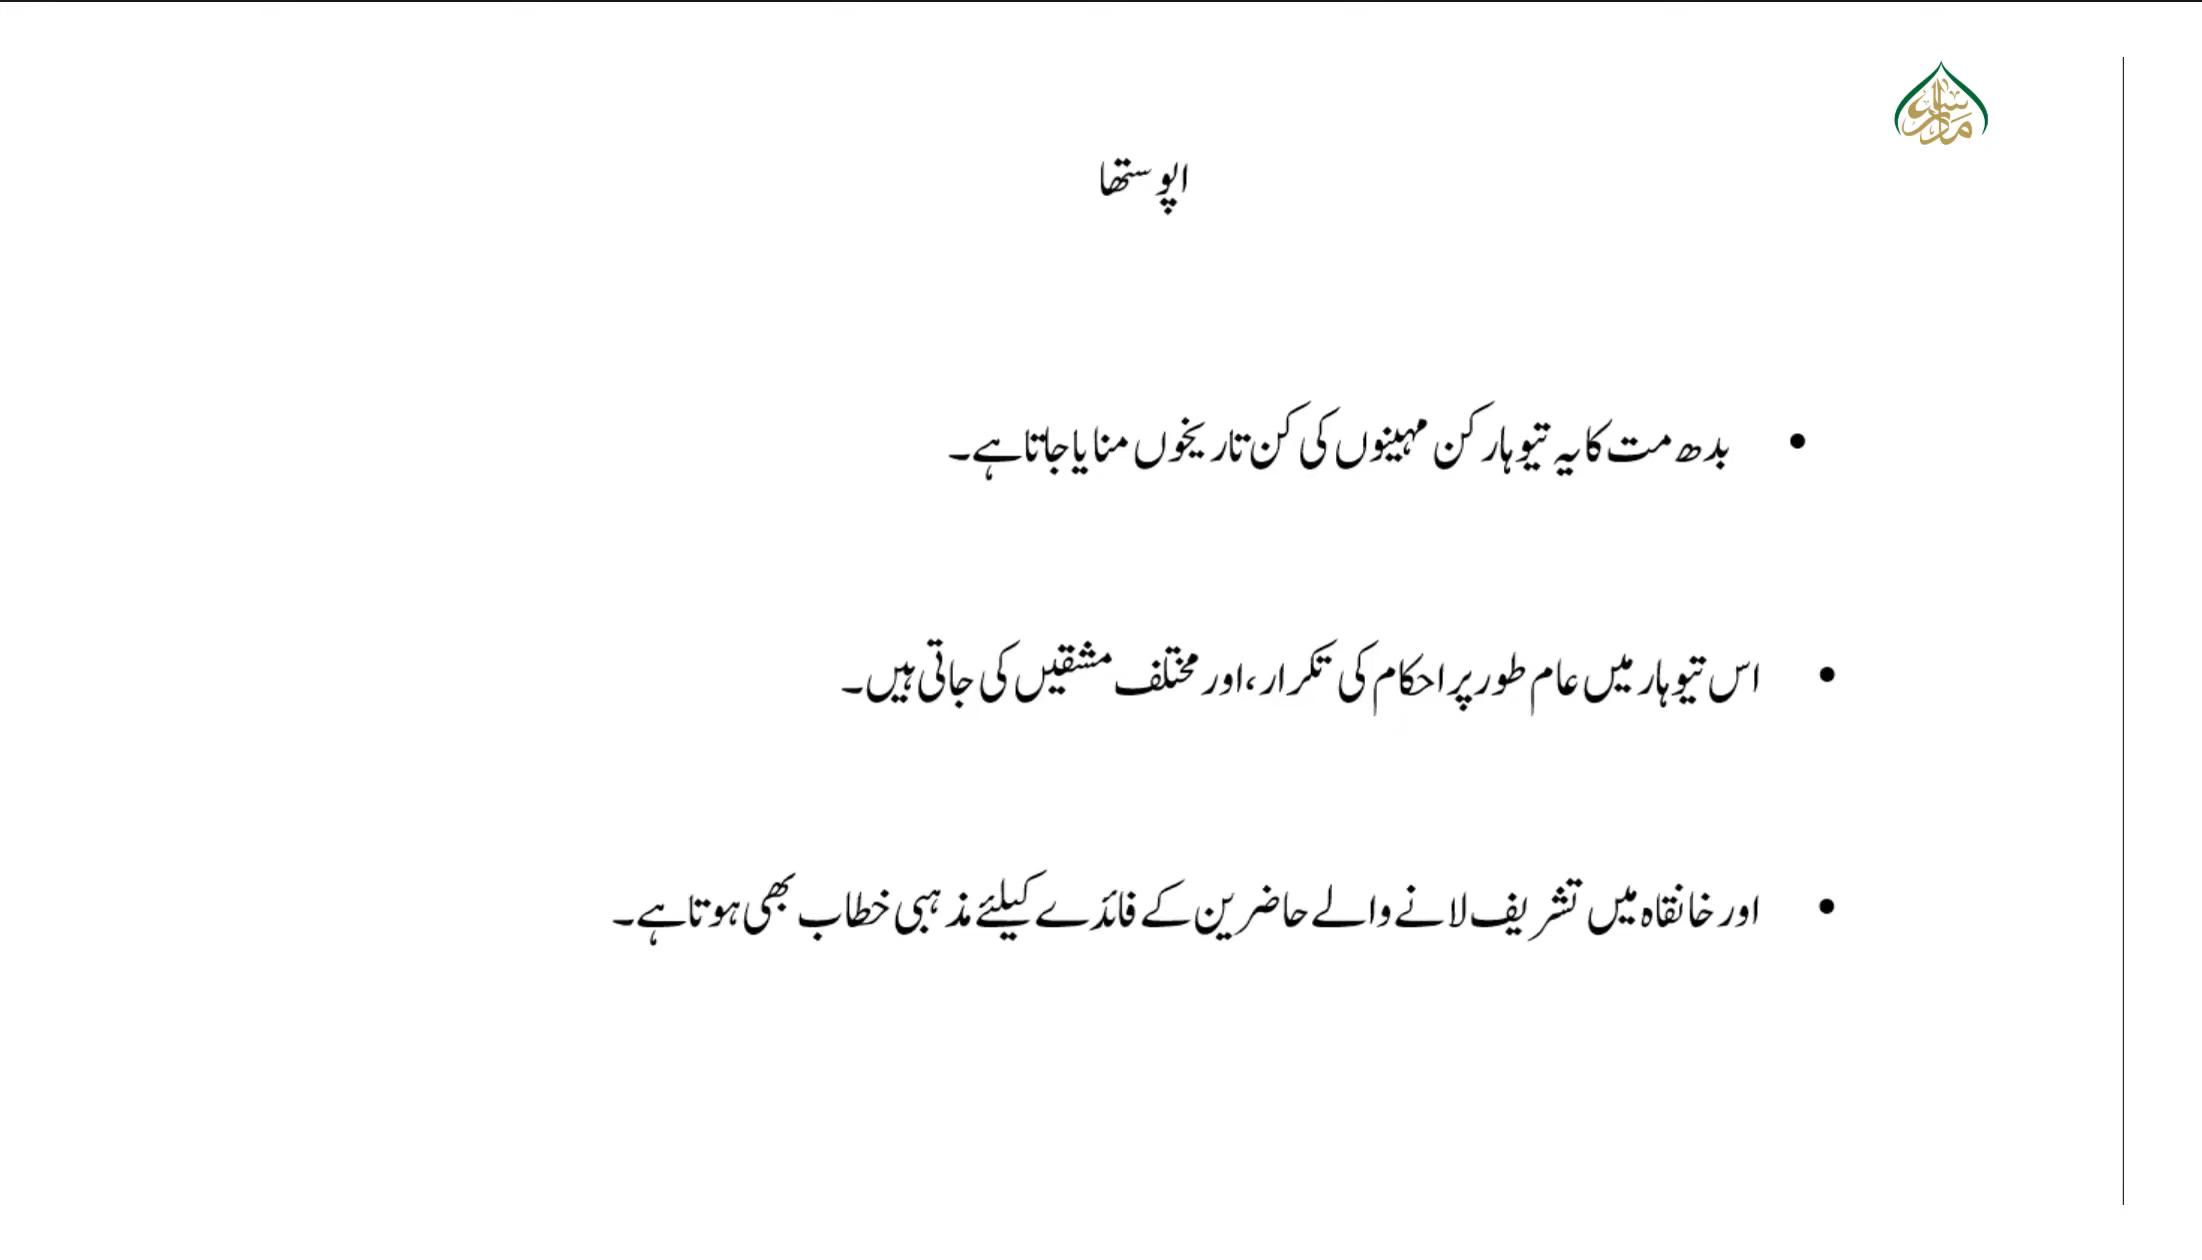 اپوستھا
• بدھ مت کا یہ تیوہار کن مہینوں کی کن تاریخوں منایا جاتا ہے۔
• اس تیوہار میں عام طور پر احکام کی تکرار، اور مختلف مشقیں کی جاتی ہیں۔
• اور خانقاہ میں تشریف لانے والے حاضرین کے فائدے کیلئے مذہبی خطاب بھی ہوتا ہے۔